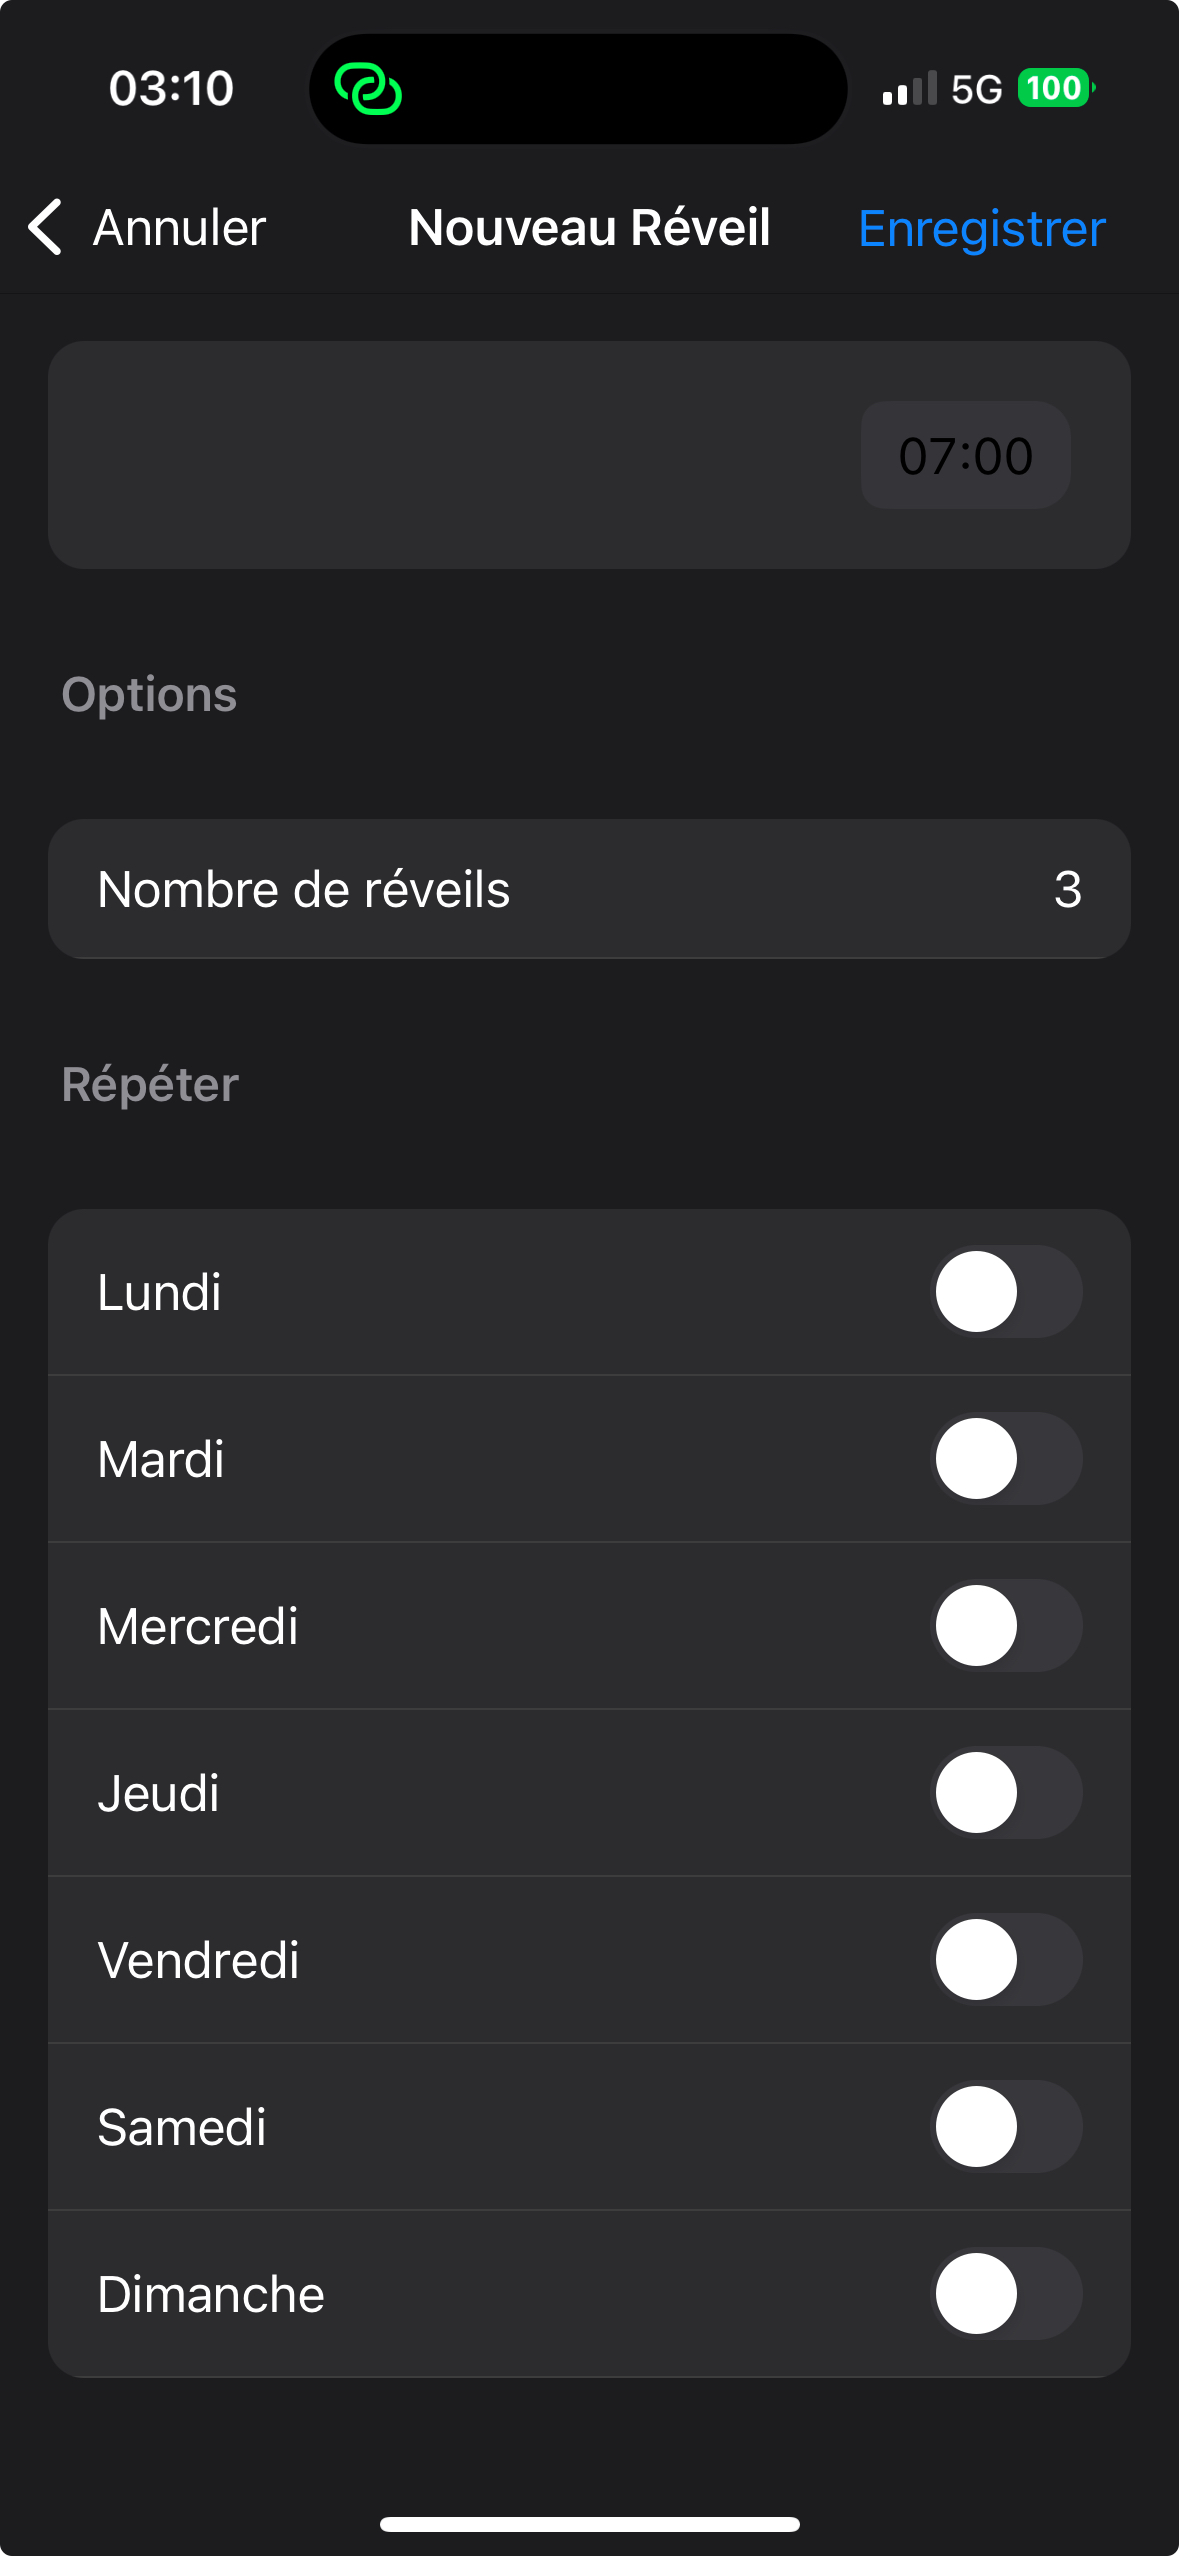 03:10 5G 100
Annuler Nouveau Réveil Enregistrer
07:00
Options
Nombre de réveils 3
Répéter
Lundi
Mardi
Mercredi
Jeudi
Vendredi
Samedi
Dimanche